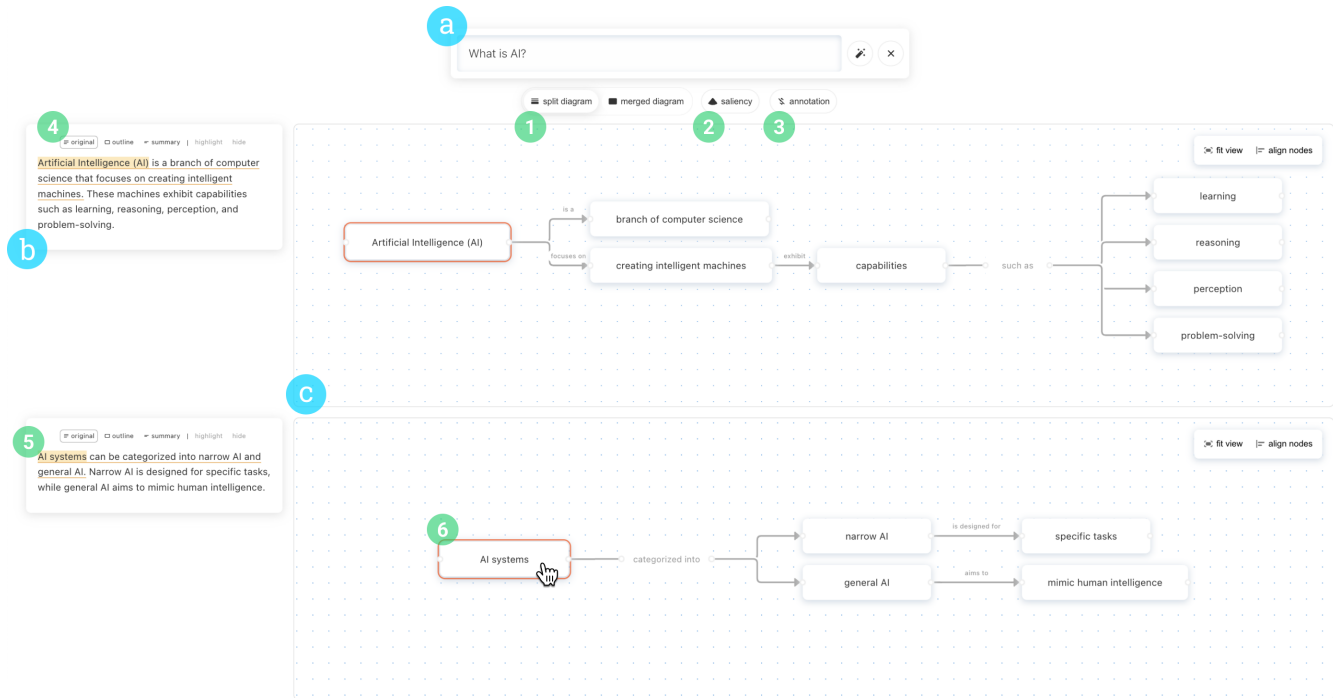 a
What is AI?
split diagram
merged diagram
saliency
annotation
1
2
3
4
original outline summary | highlight hide
Artificial Intelligence (AI) is a branch of computer
science that focuses on creating intelligent
machines. These machines exhibit capabilities
such as learning, reasoning, perception, and
problem-solving.
b
fit view align nodes
Artificial Intelligence (AI)
is a
branch of computer science
focuses on
creating intelligent machines
exhibit
capabilities
such as
learning
reasoning
perception
problem-solving
c
5
original outline summary | highlight hide
AI systems can be categorized into narrow AI and
general AI. Narrow AI is designed for specific tasks,
while general AI aims to mimic human intelligence.
fit view align nodes
6
AI systems
categorized into
narrow AI
is designed for
specific tasks
general AI
aims to
mimic human intelligence